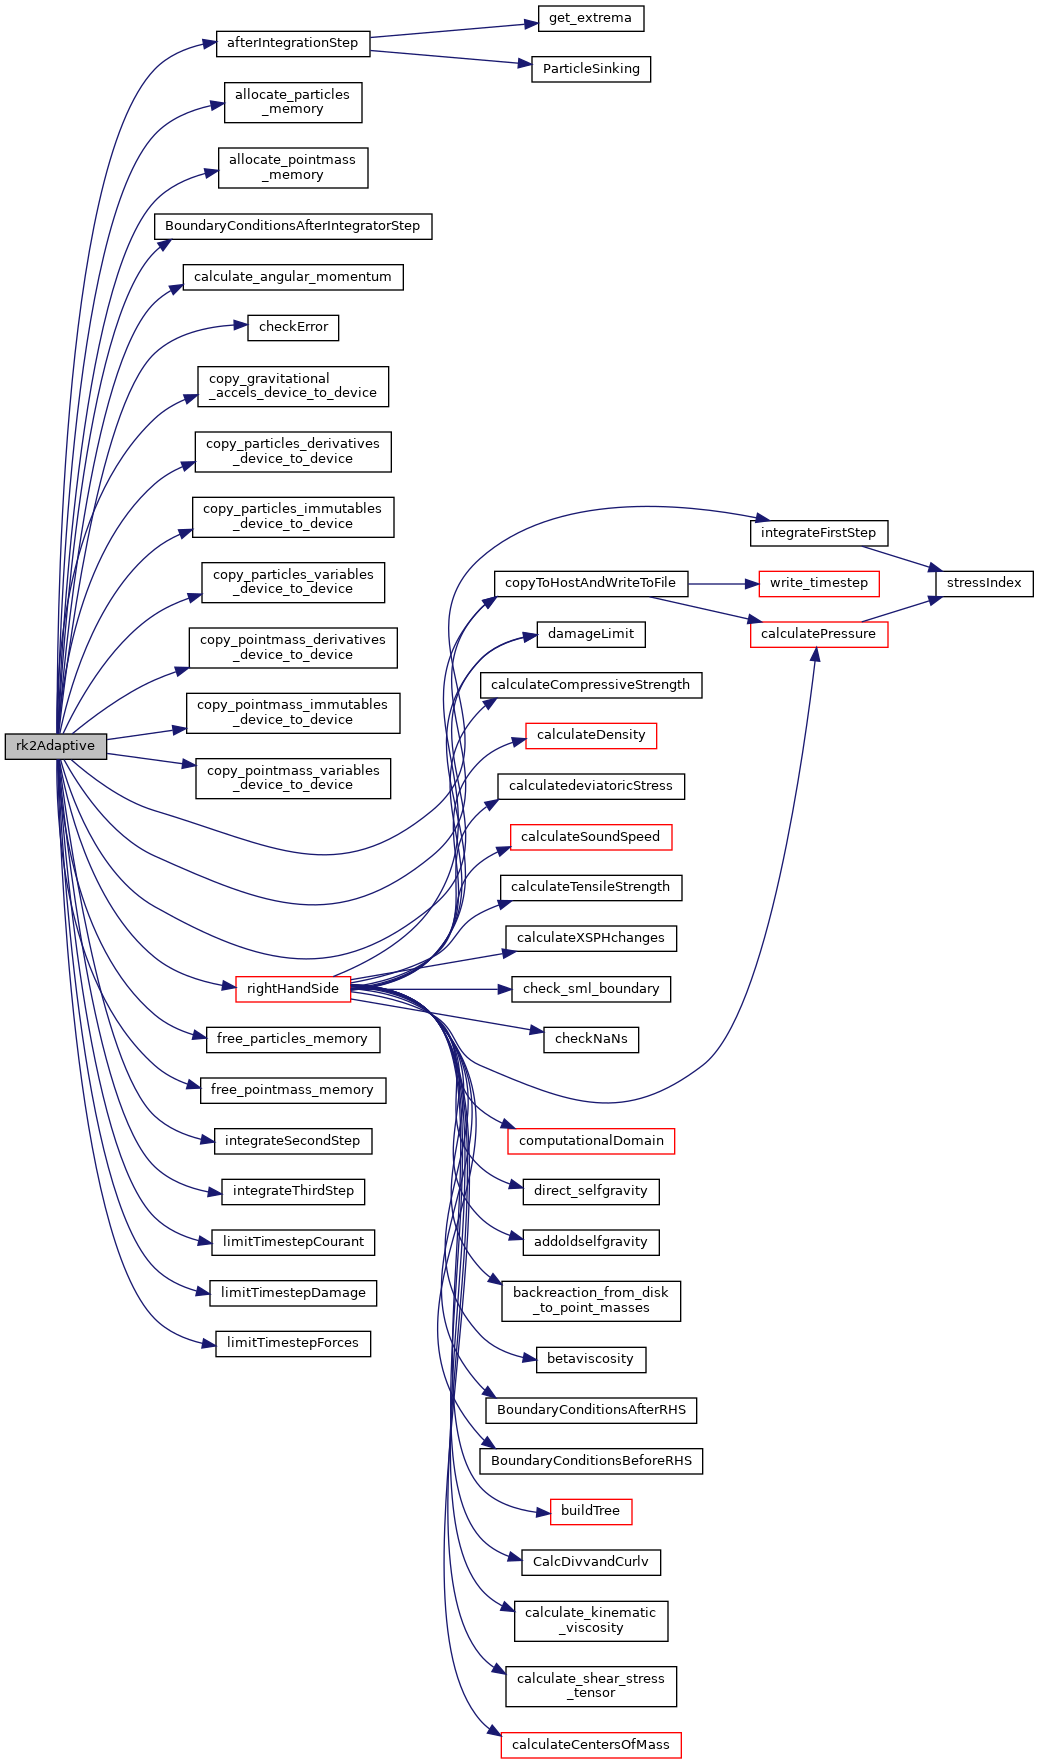 rk2Adaptive
afterIntegrationStep
allocate_particles
_memory
allocate_pointmass
_memory
BoundaryConditionsAfterIntegratorStep
calculate_angular_momentum
checkError
copy_gravitational
_accels_device_to_device
copy_particles_derivatives
_device_to_device
copy_particles_immutables
_device_to_device
copy_particles_variables
_device_to_device
copy_pointmass_derivatives
_device_to_device
copy_pointmass_immutables
_device_to_device
copy_pointmass_variables
_device_to_device
rightHandSide
free_particles_memory
free_pointmass_memory
integrateSecondStep
integrateThirdStep
limitTimestepCourant
limitTimestepDamage
limitTimestepForces
get_extrema
ParticleSinking
copyToHostAndWriteToFile
damageLimit
calculateCompressiveStrength
calculateDensity
calculatedeviatoricStress
calculateSoundSpeed
calculateTensileStrength
calculateXSPHchanges
check_sml_boundary
checkNaNs
computationalDomain
direct_selfgravity
addoldselfgravity
backreaction_from_disk
_to_point_masses
betaviscosity
BoundaryConditionsAfterRHS
BoundaryConditionsBeforeRHS
buildTree
CalcDivvandCurlv
calculate_kinematic
_viscosity
calculate_shear_stress
_tensor
calculateCentersOfMass
integrateFirstStep
write_timestep
calculatePressure
stressIndex